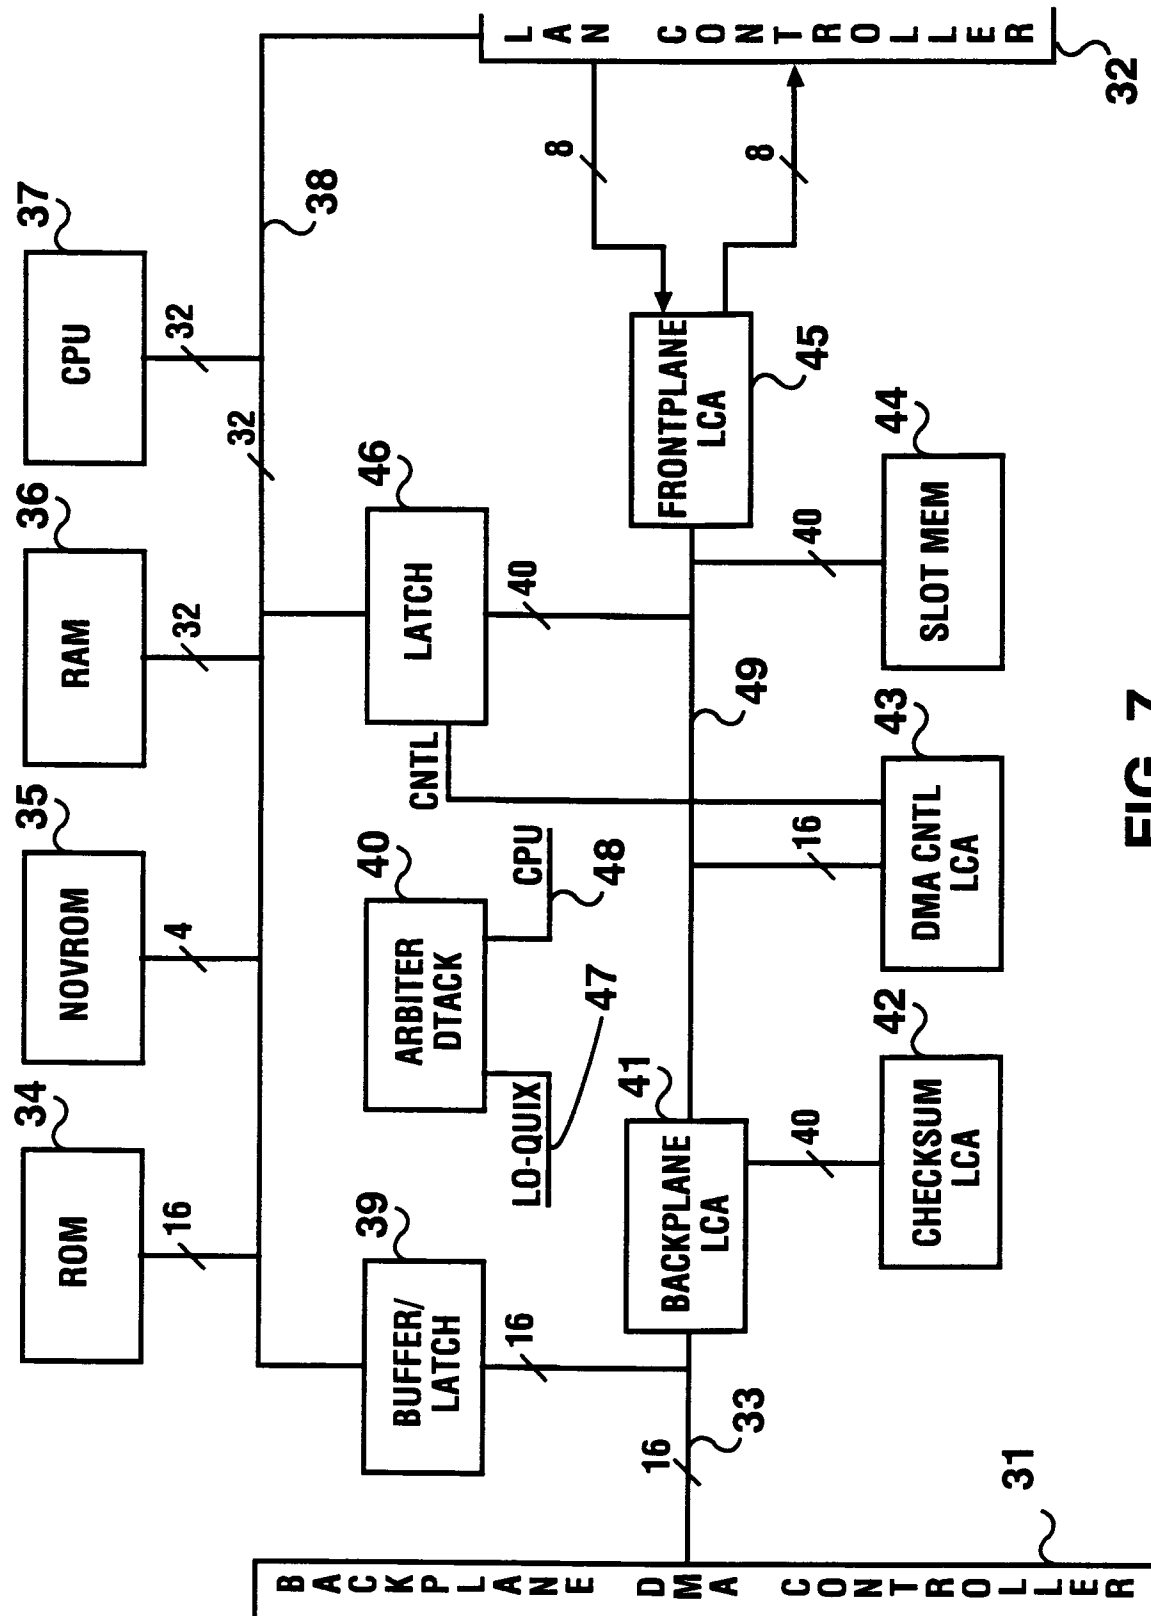 34
ROM
16
35
NOVROM
4
36
RAM
32
37
CPU
32
32
38
BUFFER/
LATCH
39
16
ARBITER
DTACK
40
LO-QUIX
47
CPU
48
LATCH
46
CNTL
40
LAN CONTROLLER
32
8
8
BACKPLANE DMA CONTROLLER
31
16
33
BACKPLANE
LCA
41
49
FRONTPLANE
LCA
45
CHECKSUM
LCA
42
40
DMA CNTL
LCA
43
16
SLOT MEM
44
40
FIG. 7